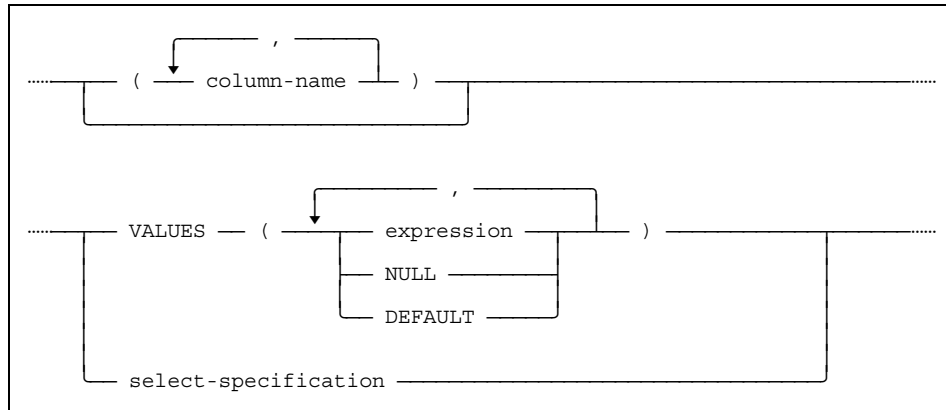 ,
( column-name )
,
VALUES ( expression )
NULL
DEFAULT
select-specification